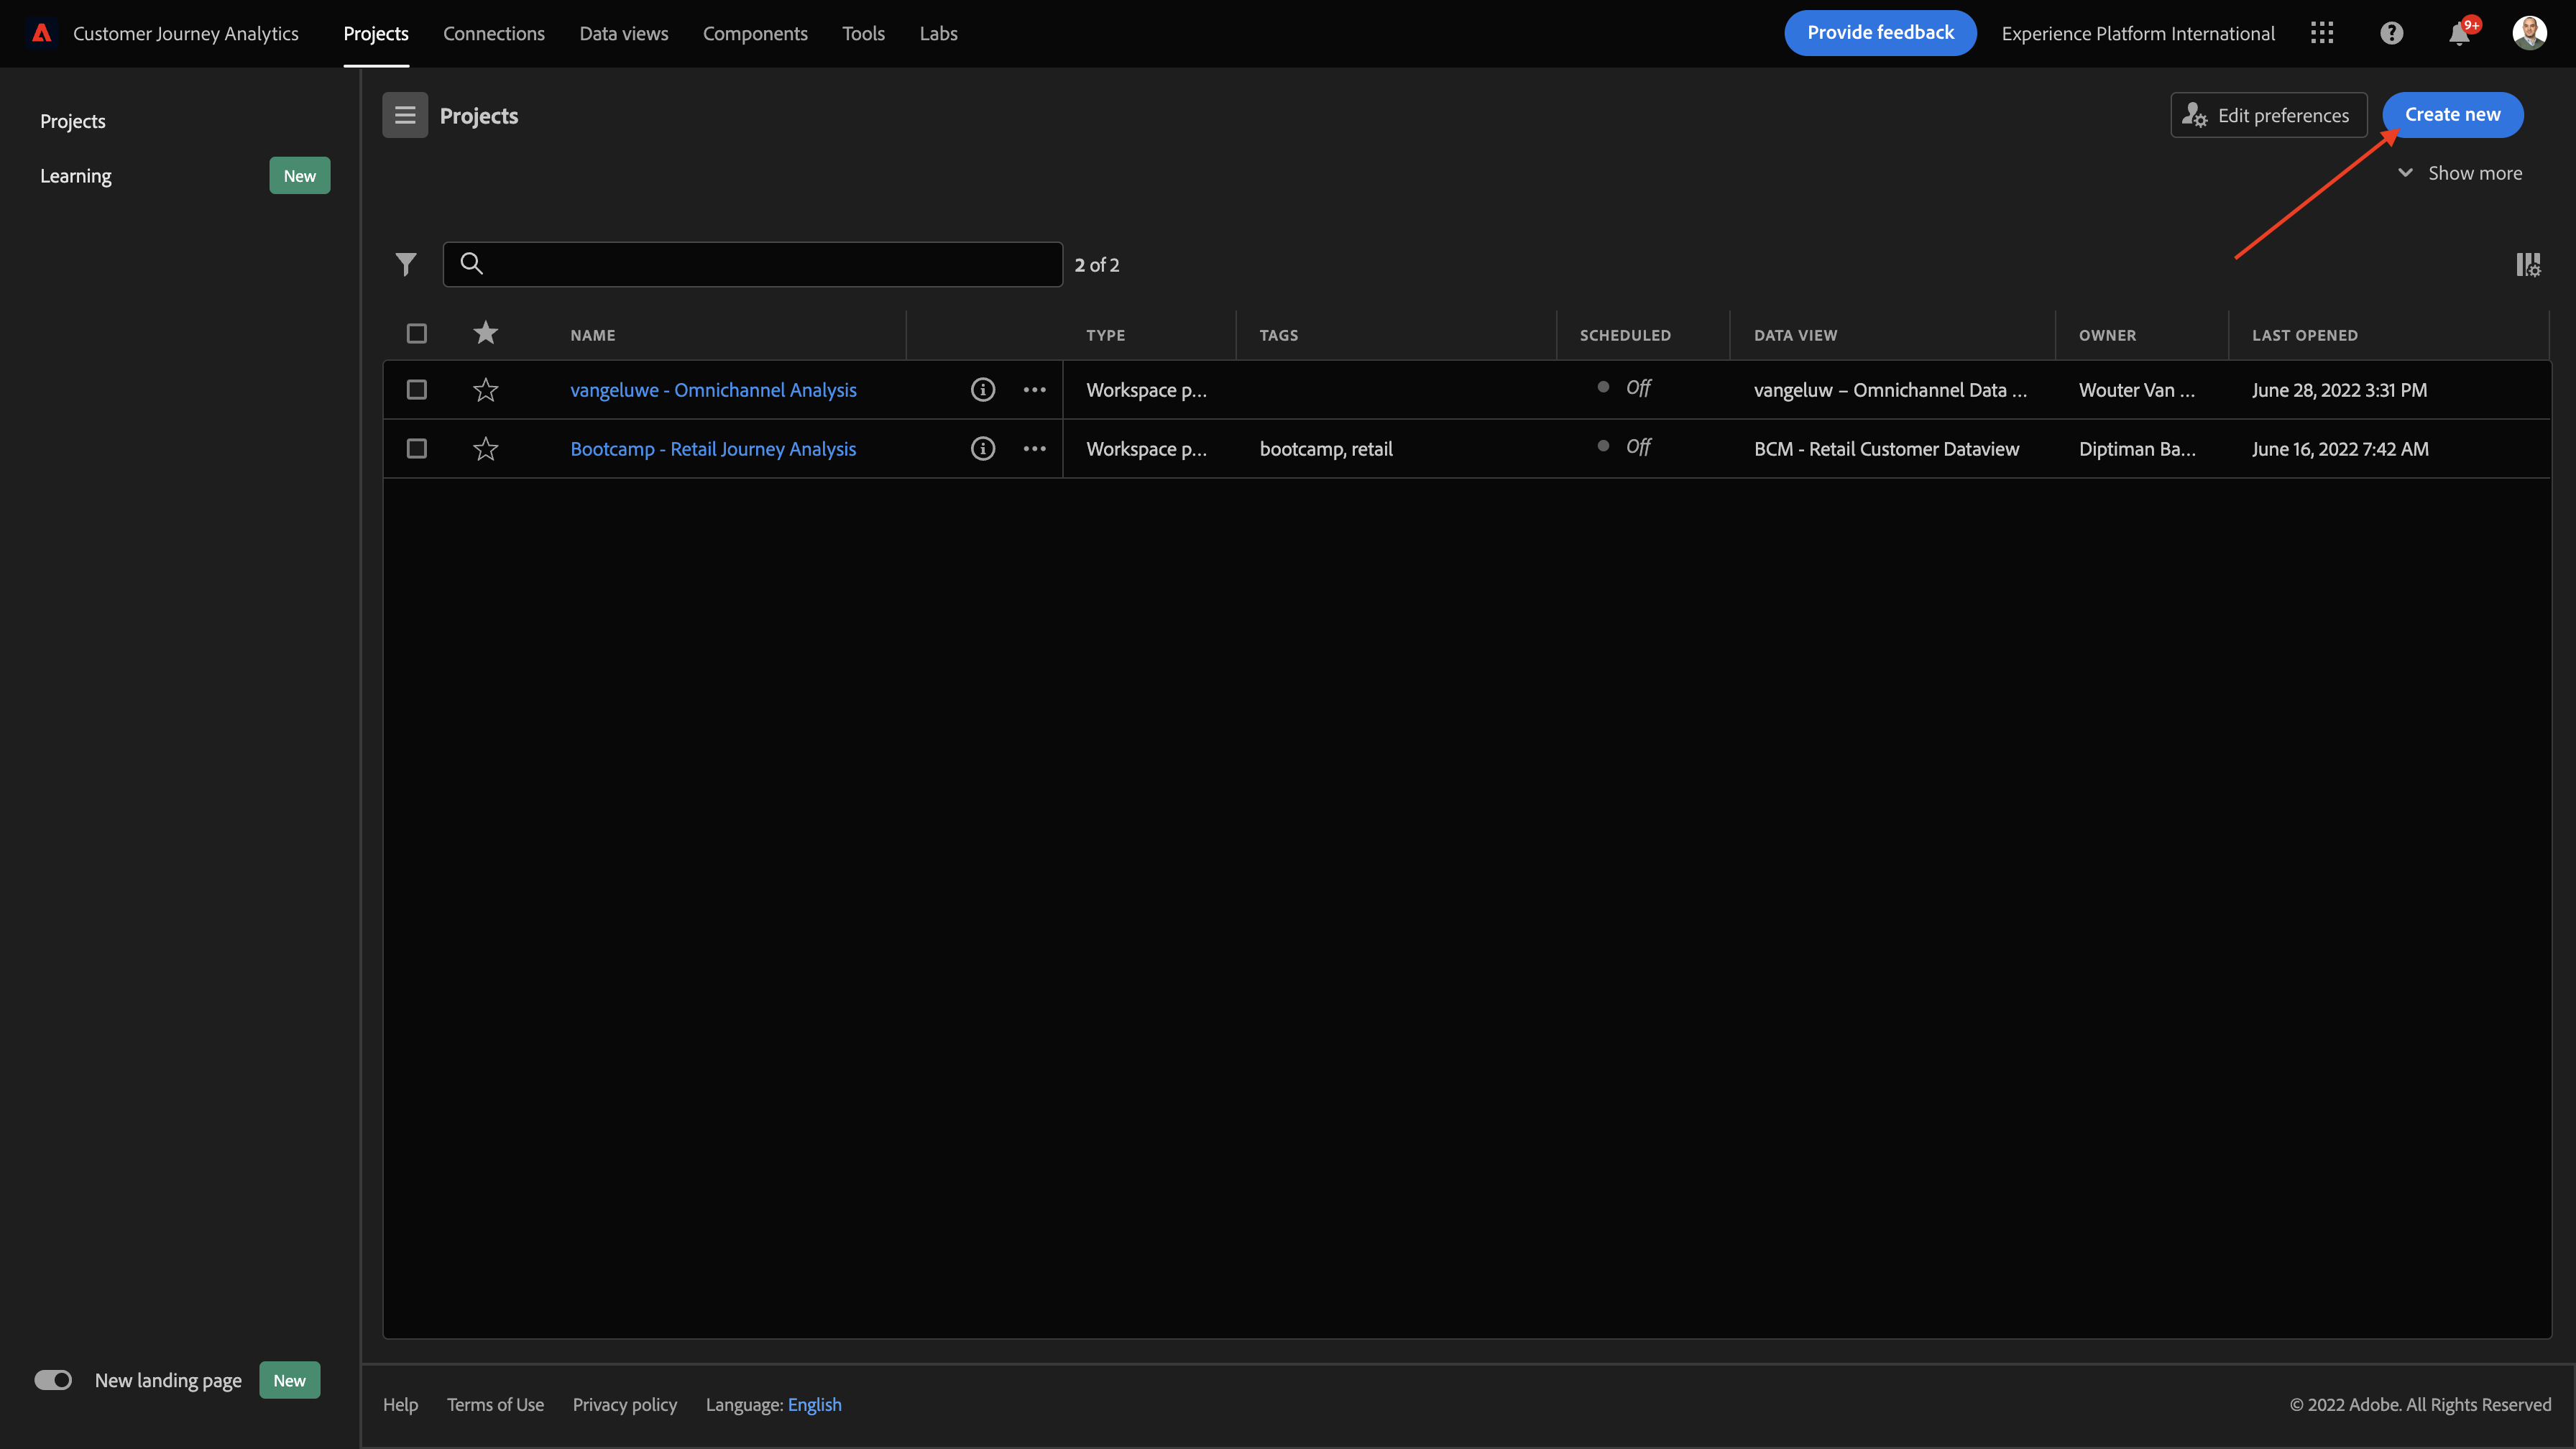 Customer Journey Analytics Projects Connections Data views Components Tools Labs Provide feedback Experience Platform International 9+
Projects
Learning New
Projects Edit preferences Create new
Show more
2 of 2
NAME TYPE TAGS SCHEDULED DATA VIEW OWNER LAST OPENED
vangeluwe - Omnichannel Analysis Workspace p... Off vangeluw – Omnichannel Data ... Wouter Van ... June 28, 2022 3:31 PM
Bootcamp - Retail Journey Analysis Workspace p... bootcamp, retail Off BCM - Retail Customer Dataview Diptiman Ba... June 16, 2022 7:42 AM
New landing page New
Help Terms of Use Privacy policy Language: English © 2022 Adobe. All Rights Reserved